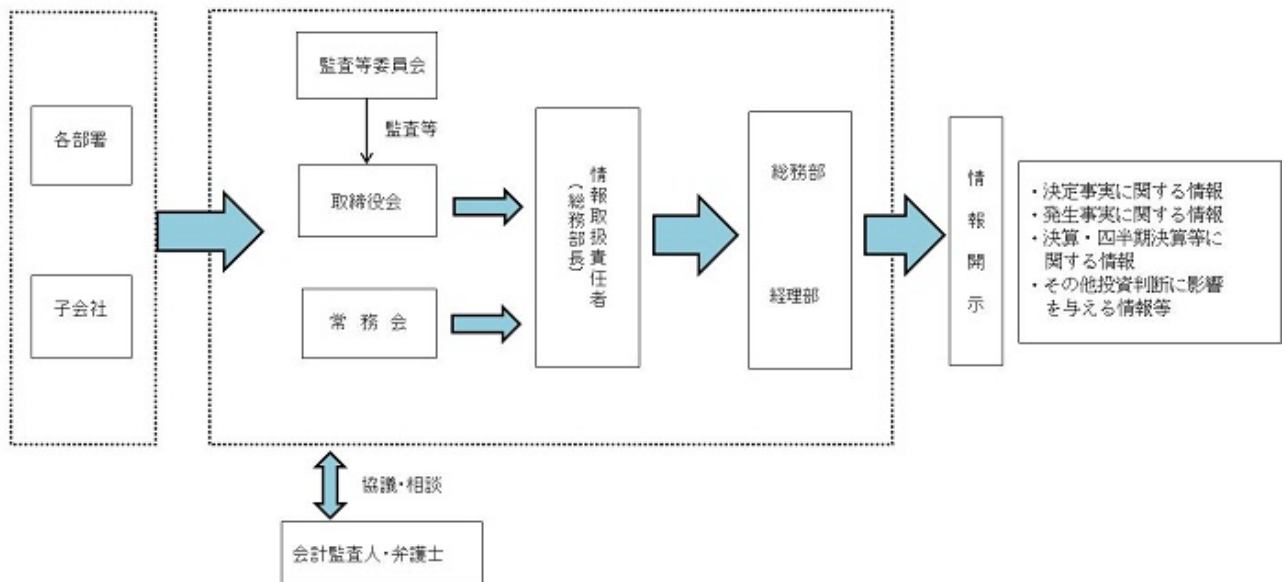 各部署
子会社
監査等委員会
監査等
取締役会
常 務 会
情報取扱責任者
（総務部長）
総務部
経理部
情報開示
・決定事実に関する情報
・発生事実に関する情報
・決算・四半期決算等に
関する情報
・その他投資判断に影響
を与える情報等
協議・相談
会計監査人・弁護士